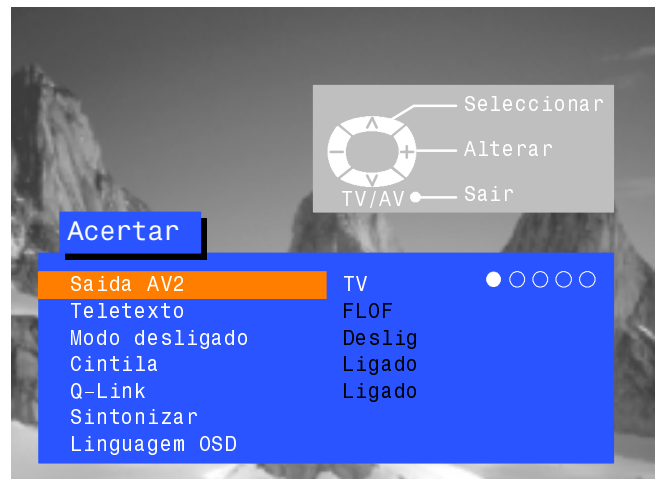 Seleccionar
Alterar
TV/AV Sair
Acertar
Saida AV2 TV
Teletexto FLOF
Modo desligado Deslig
Cintila Ligado
Q-Link Ligado
Sintonizar
Linguagem OSD